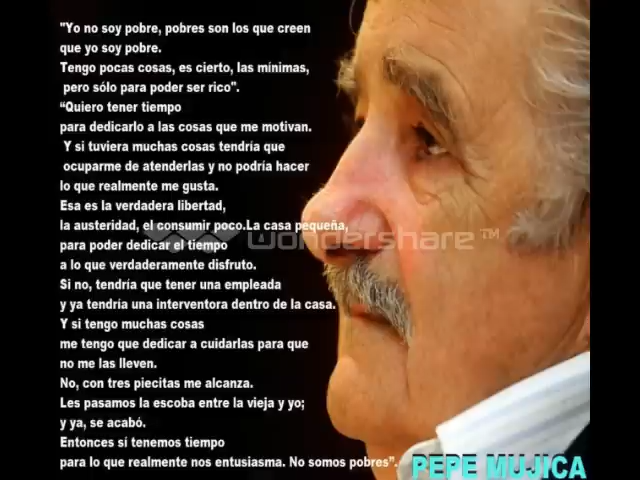 "Yo no soy pobre, pobres son los que creen
que yo soy pobre.
Tengo pocas cosas, es cierto, las mínimas,
pero sólo para poder ser rico".
“Quiero tener tiempo
para dedicarlo a las cosas que me motivan.
Y si tuviera muchas cosas tendría que
ocuparme de atenderlas y no podría hacer
lo que realmente me gusta.
Esa es la verdadera libertad,
la austeridad, el consumir poco.La casa pequeña,
para poder dedicar el tiempo
a lo que verdaderamente disfruto.
Si no, tendría que tener una empleada
y ya tendría una interventora dentro de la casa.
Y si tengo muchas cosas
me tengo que dedicar a cuidarlas para que
no me las lleven.
No, con tres piecitas me alcanza.
Les pasamos la escoba entre la vieja y yo;
y ya, se acabó.
Entonces sí tenemos tiempo
para lo que realmente nos entusiasma. No somos pobres”.
PEPE MUJICA
wondershare™